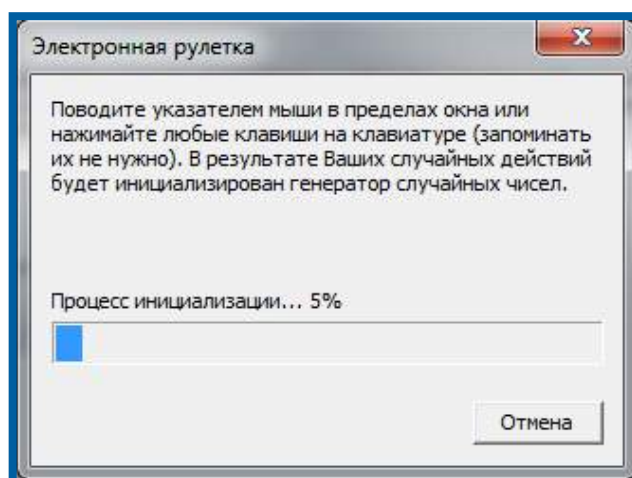 Электронная рулетка
Поводите указателем мыши в пределах окна или
нажимайте любые клавиши на клавиатуре (запоминать
их не нужно). В результате Ваших случайных действий
будет инициализирован генератор случайных чисел.
Процесс инициализации... 5%
Отмена